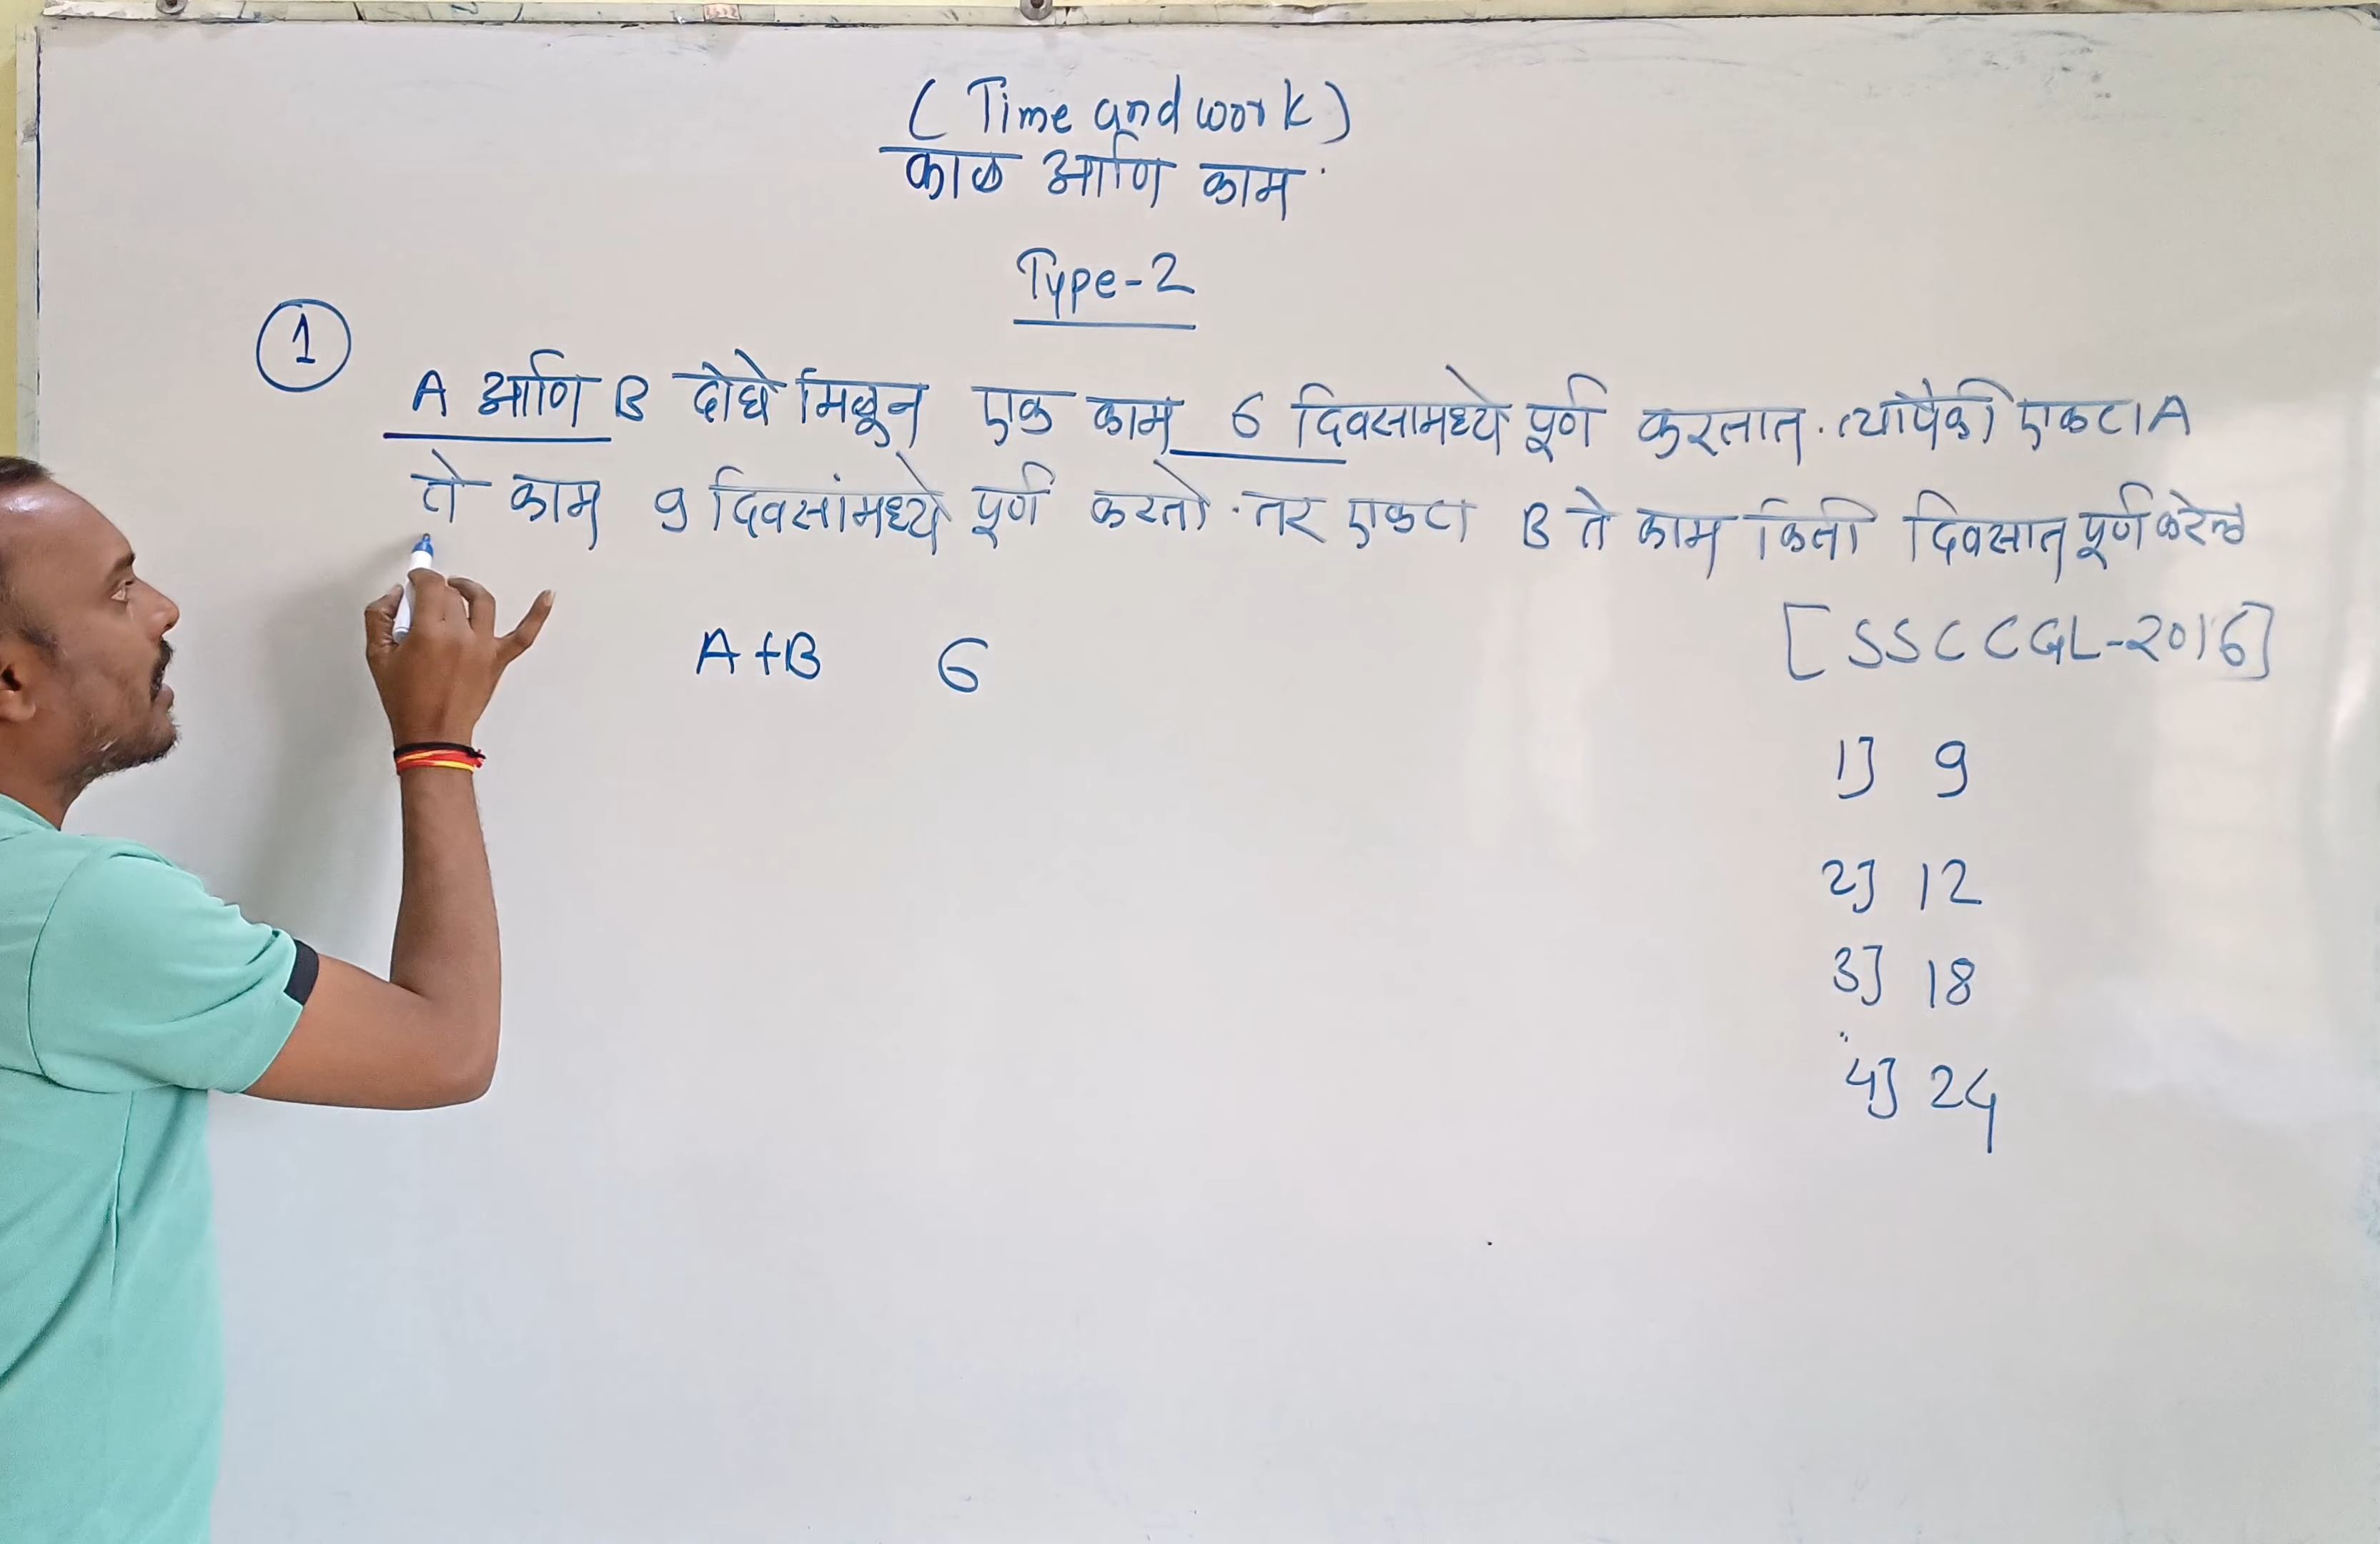 (Time and work)
काळ आणि काम
Type-2
1
A आणि B दोघे मिळून एक काम 6 दिवसामध्ये पूर्ण करतात. त्यापैकी एकटा A
ते काम 9 दिवसांमध्ये पूर्ण करतो. तर एकटा B ते काम किती दिवसात पूर्ण करेल
[SSC CGL-2016]
A+B 6
1] 9
2] 12
3] 18
4] 24